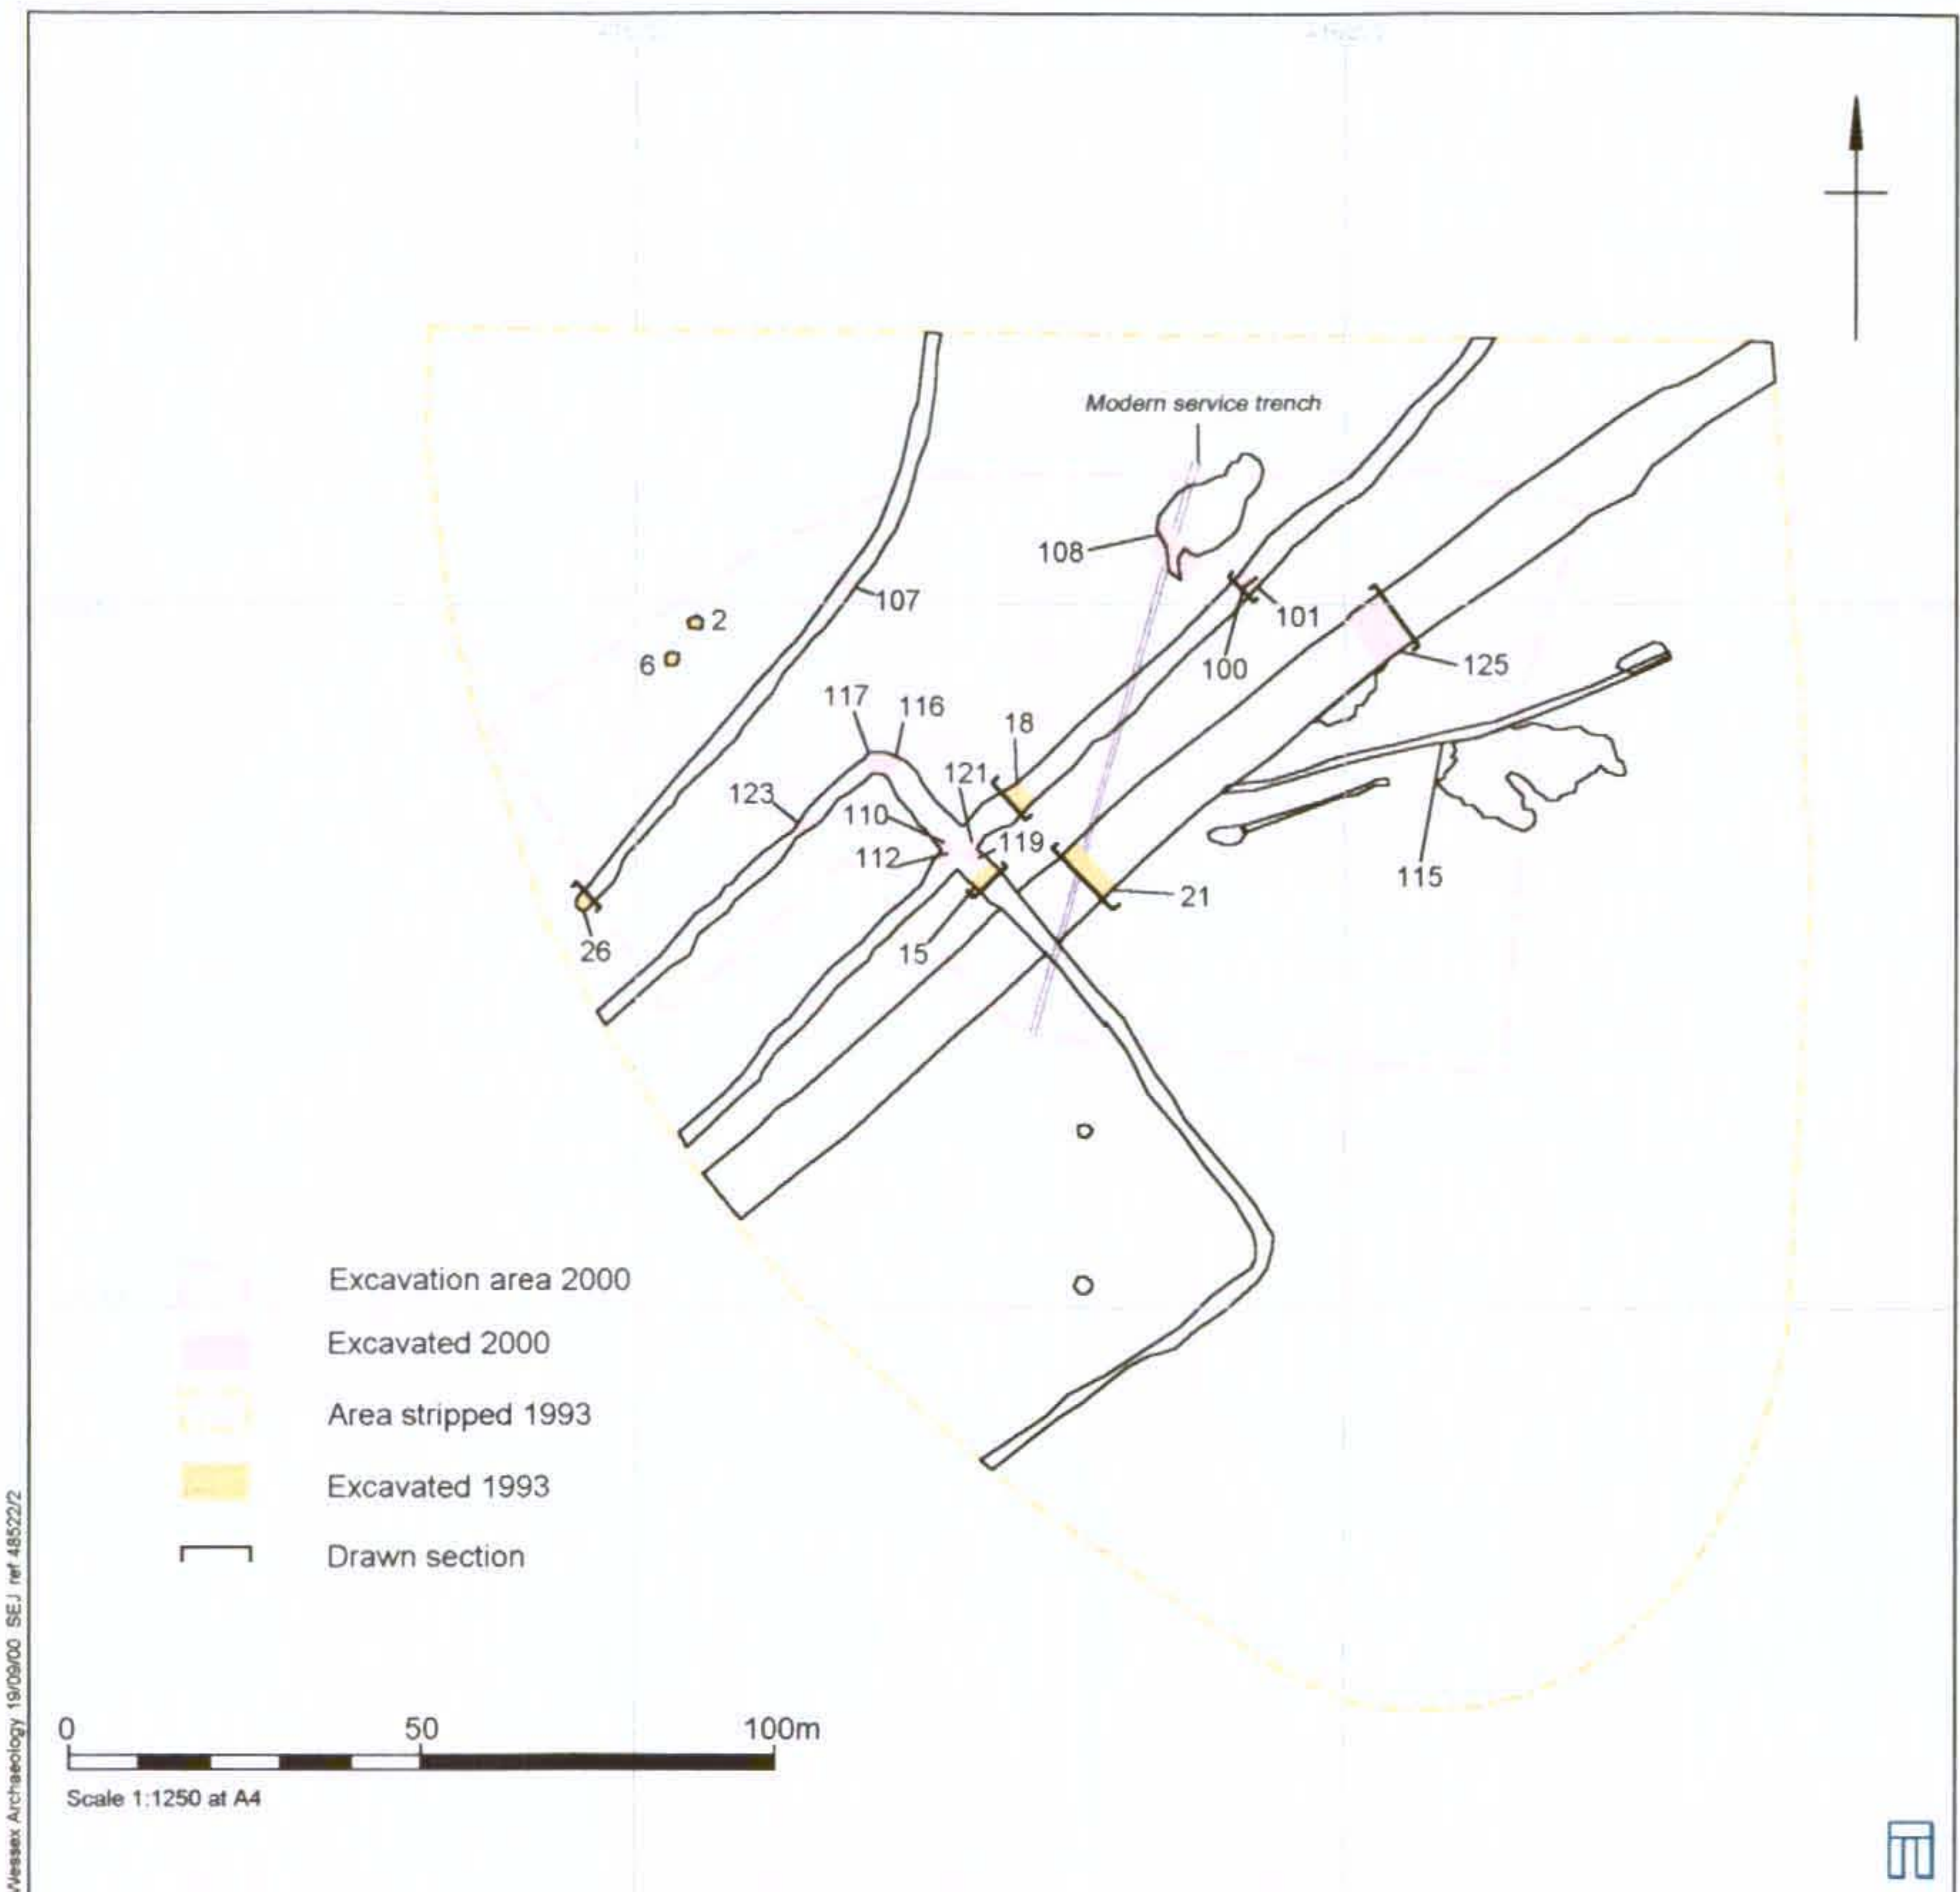 Modern service trench
108
107
101
2
6
100
125
117
116
18
121
123
110
119
112
115
21
15
26
Excavation area 2000
Excavated 2000
Area stripped 1993
Excavated 1993
Drawn section
0 50 100m
Scale 1:1250 at A4
Wessex Archaeology 19/09/00 SEJ ref 48522/2